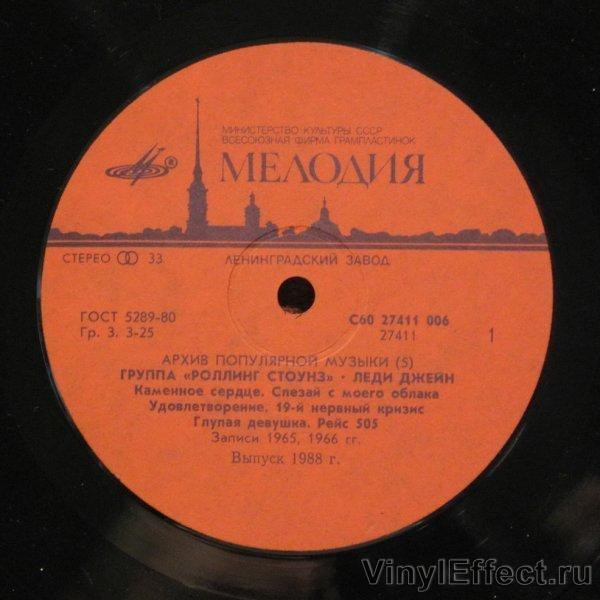 МИНИСТЕРСТВО КУЛЬТУРЫ СССР
ВСЕСОЮЗНАЯ ФИРМА ГРАМПЛАСТИНОК
МЕЛОДИЯ
®
СТЕРЕО 33 ЛЕНИНГРАДСКИЙ ЗАВОД
ГОСТ 5289-80 С60 27411 006
Гр. 3. 3-25 27411 1
АРХИВ ПОПУЛЯРНОЙ МУЗЫКИ (5)
ГРУППА «РОЛЛИНГ СТОУНЗ» · ЛЕДИ ДЖЕЙН
Каменное сердце. Слезай с моего облака
Удовлетворение. 19-й нервный кризис
Глупая девушка. Рейс 505
Записи 1965, 1966 гг.
Выпуск 1988 г.
VinylEffect.ru